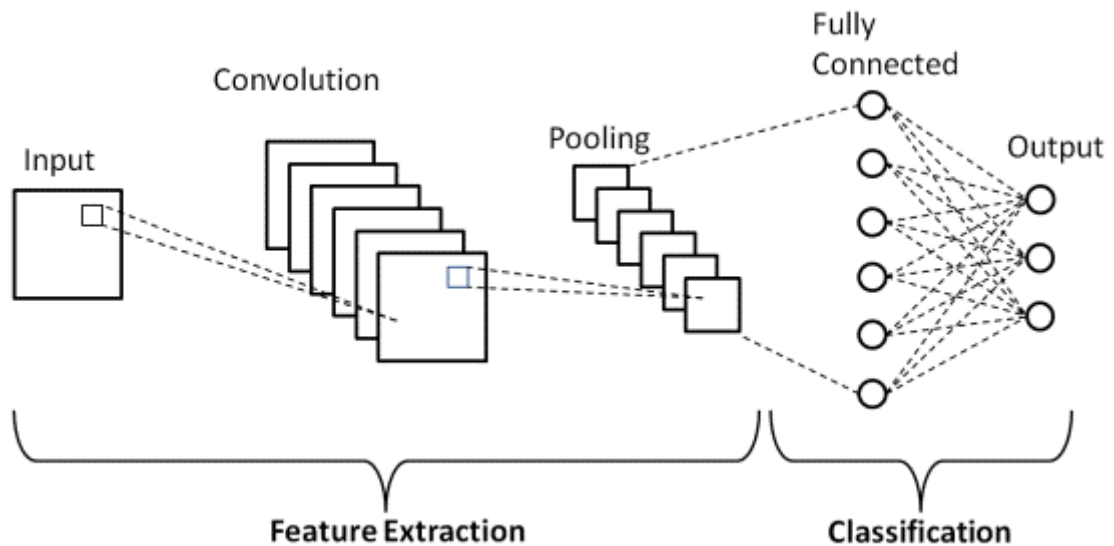 Input
Convolution
Pooling
Fully
Connected
Output
Feature Extraction
Classification